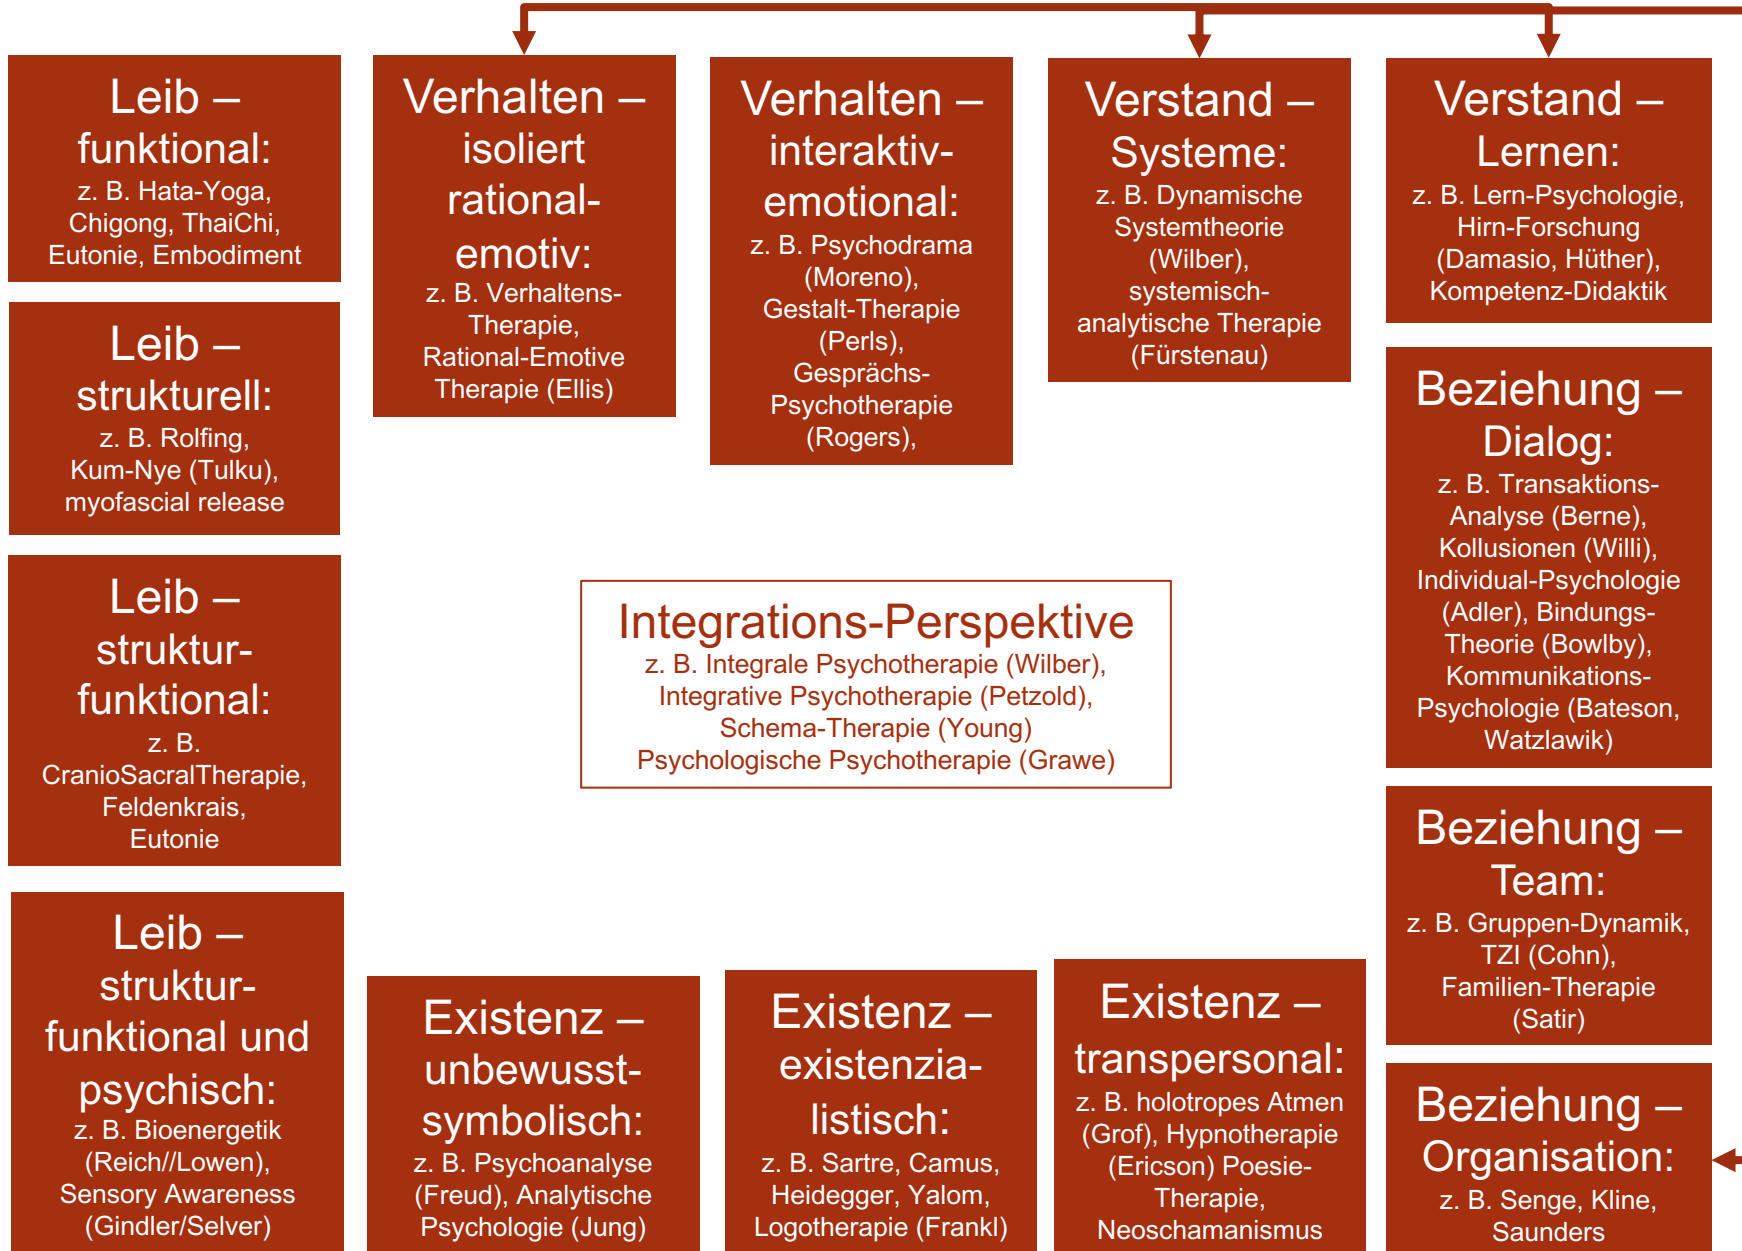 Leib –
funktional:
z. B. Hata-Yoga,
Chigong, ThaiChi,
Eutonie, Embodiment
Leib –
strukturell:
z. B. Rolfing,
Kum-Nye (Tulku),
myofascial release
Leib –
struktur-
funktional:
z. B.
CranioSacralTherapie,
Feldenkrais,
Eutonie
Leib –
struktur-
funktional und
psychisch:
z. B. Bioenergetik
(Reich//Lowen),
Sensory Awareness
(Gindler/Selver)
Verhalten –
isoliert
rational-
emotiv:
z. B. Verhaltens-
Therapie,
Rational-Emotive
Therapie (Ellis)
Verhalten –
interaktiv-
emotional:
z. B. Psychodrama
(Moreno),
Gestalt-Therapie
(Perls),
Gesprächs-
Psychotherapie
(Rogers),
Verstand –
Systeme:
z. B. Dynamische
Systemtheorie
(Wilber),
systemisch-
analytische Therapie
(Fürstenau)
Verstand –
Lernen:
z. B. Lern-Psychologie,
Hirn-Forschung
(Damasio, Hüther),
Kompetenz-Didaktik
Beziehung –
Dialog:
z. B. Transaktions-
Analyse (Berne),
Kollusionen (Willi),
Individual-Psychologie
(Adler), Bindungs-
Theorie (Bowlby),
Kommunikations-
Psychologie (Bateson,
Watzlawik)
Beziehung –
Team:
z. B. Gruppen-Dynamik,
TZI (Cohn),
Familien-Therapie
(Satir)
Beziehung –
Organisation:
z. B. Senge, Kline,
Saunders
Integrations-Perspektive
z. B. Integrale Psychotherapie (Wilber),
Integrative Psychotherapie (Petzold),
Schema-Therapie (Young)
Psychologische Psychotherapie (Grawe)
Existenz –
unbewusst-
symbolisch:
z. B. Psychoanalyse
(Freud), Analytische
Psychologie (Jung)
Existenz –
existenzia-
listisch:
z. B. Sartre, Camus,
Heidegger, Yalom,
Logotherapie (Frankl)
Existenz –
transpersonal:
z. B. holotropes Atmen
(Grof), Hypnotherapie
(Ericson) Poesie-
Therapie,
Neoschamanismus